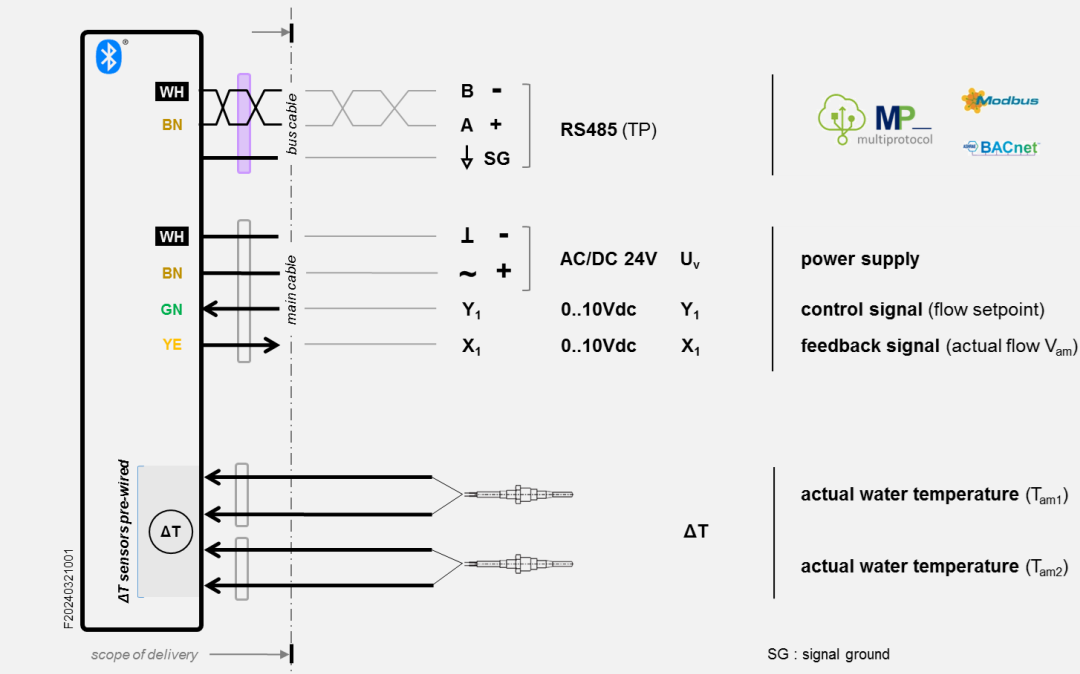 ®
WH
B -
BN
A +
SG
bus cable
RS485 (TP)
MP
multiprotocol
Modbus
BACnet
WH
⊥ -
BN
~ +
GN
Y1
YE
X1
main cable
AC/DC 24V Uv
0..10Vdc Y1
0..10Vdc X1
power supply
control signal (flow setpoint)
feedback signal (actual flow Vam)
ΔT sensors pre-wired
ΔT
ΔT
actual water temperature (Tam1)
actual water temperature (Tam2)
F20240321001
scope of delivery
SG : signal ground